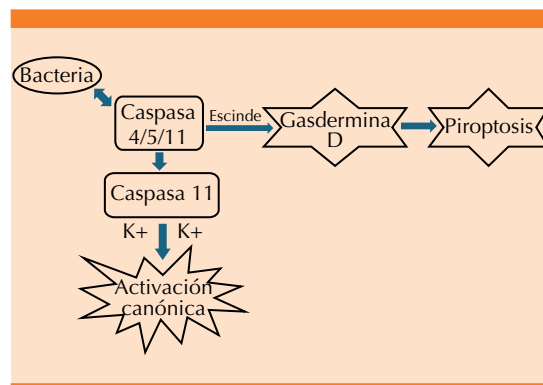 Bacteria
Caspasa
4/5/11
Escinde
Gasdermina
D
Piroptosis
Caspasa 11
K+ K+
Activación
canónica